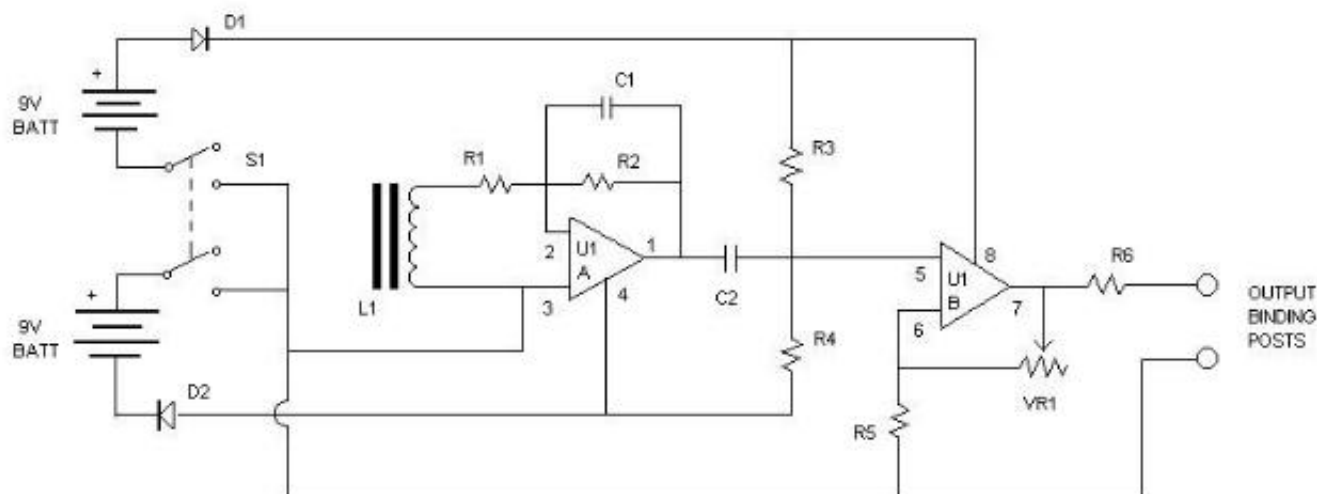 D1
+
9V
BATT
S1
C1
R1
R2
R3
2
U1
A
1
3
4
L1
C2
5
U1
B
8
6
7
R6
OUTPUT
BINDING
POSTS
+
9V
BATT
D2
R4
R5
VR1